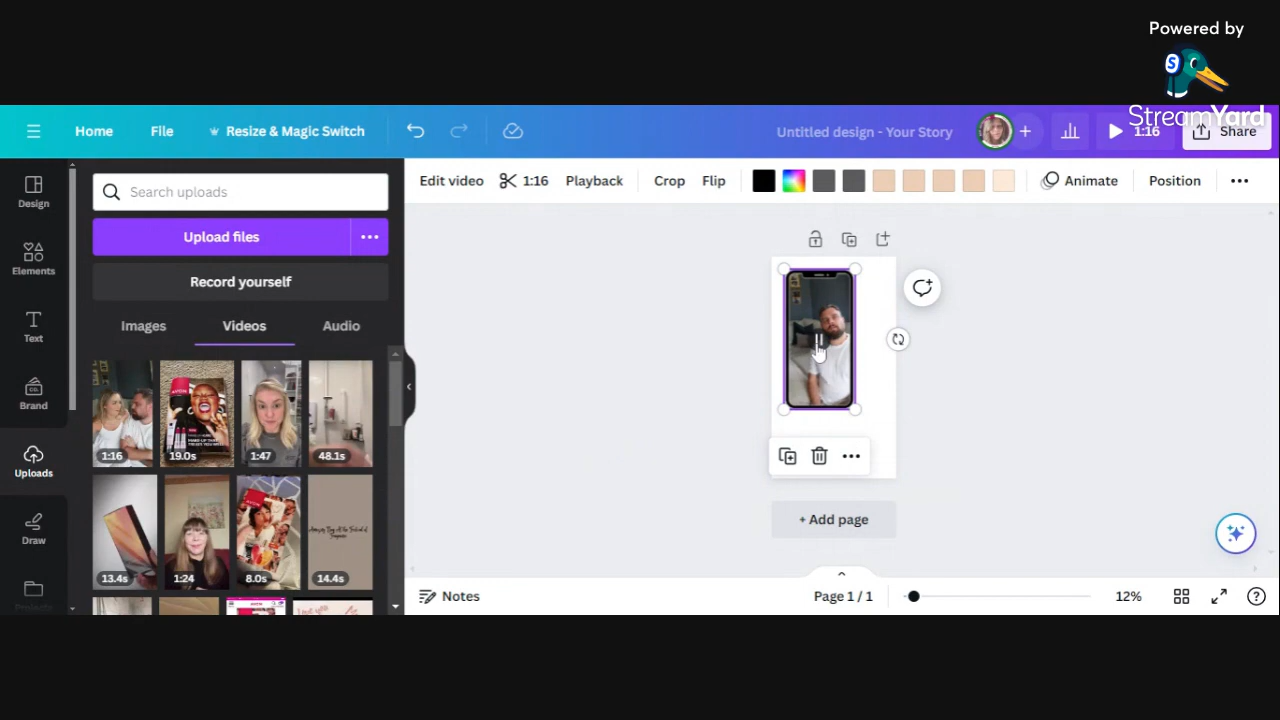 Powered by
S
StreamYard
Home File Resize & Magic Switch Untitled design - Your Story + 1:16 Share
Edit video 1:16 Playback Crop Flip Animate Position
Design
Search uploads
Upload files
Elements
Record yourself
Text
Images Videos Audio
Brand
AVON
1:16 19.0s 1:47 48.1s
Uploads
Draw
13.4s 1:24 8.0s 14.4s
+ Add page
Projects
Notes Page 1 / 1 12%